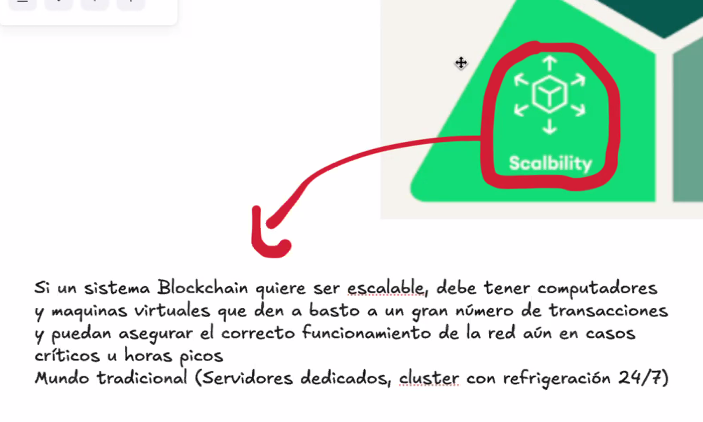 Scalbility
Si un sistema Blockchain quiere ser escalable, debe tener computadores
y maquinas virtuales que den a basto a un gran número de transacciones
y puedan asegurar el correcto funcionamiento de la red aún en casos
críticos u horas picos
Mundo tradicional (Servidores dedicados, cluster con refrigeración 24/7)